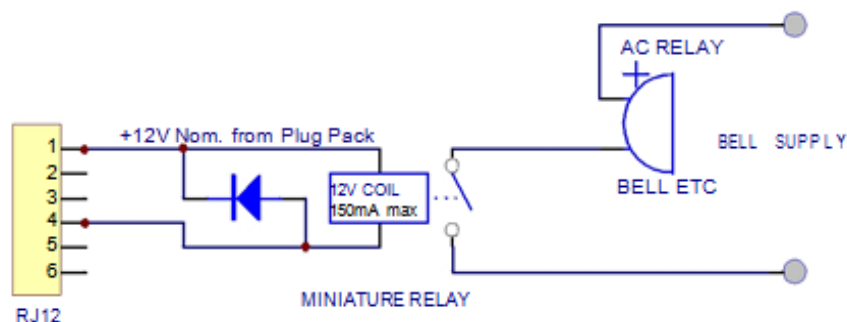 AC RELAY
+12V Nom. from Plug Pack
BELL SUPPLY
1
2
3
4
5
6
12V COIL
150mA max
BELL ETC
MINIATURE RELAY
RJ12